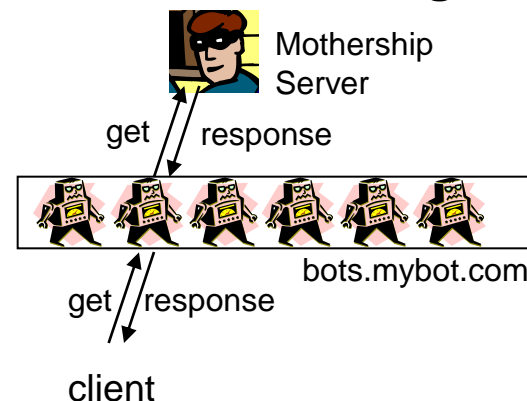 Mothership
Server
get response
bots.mybot.com
get response
client